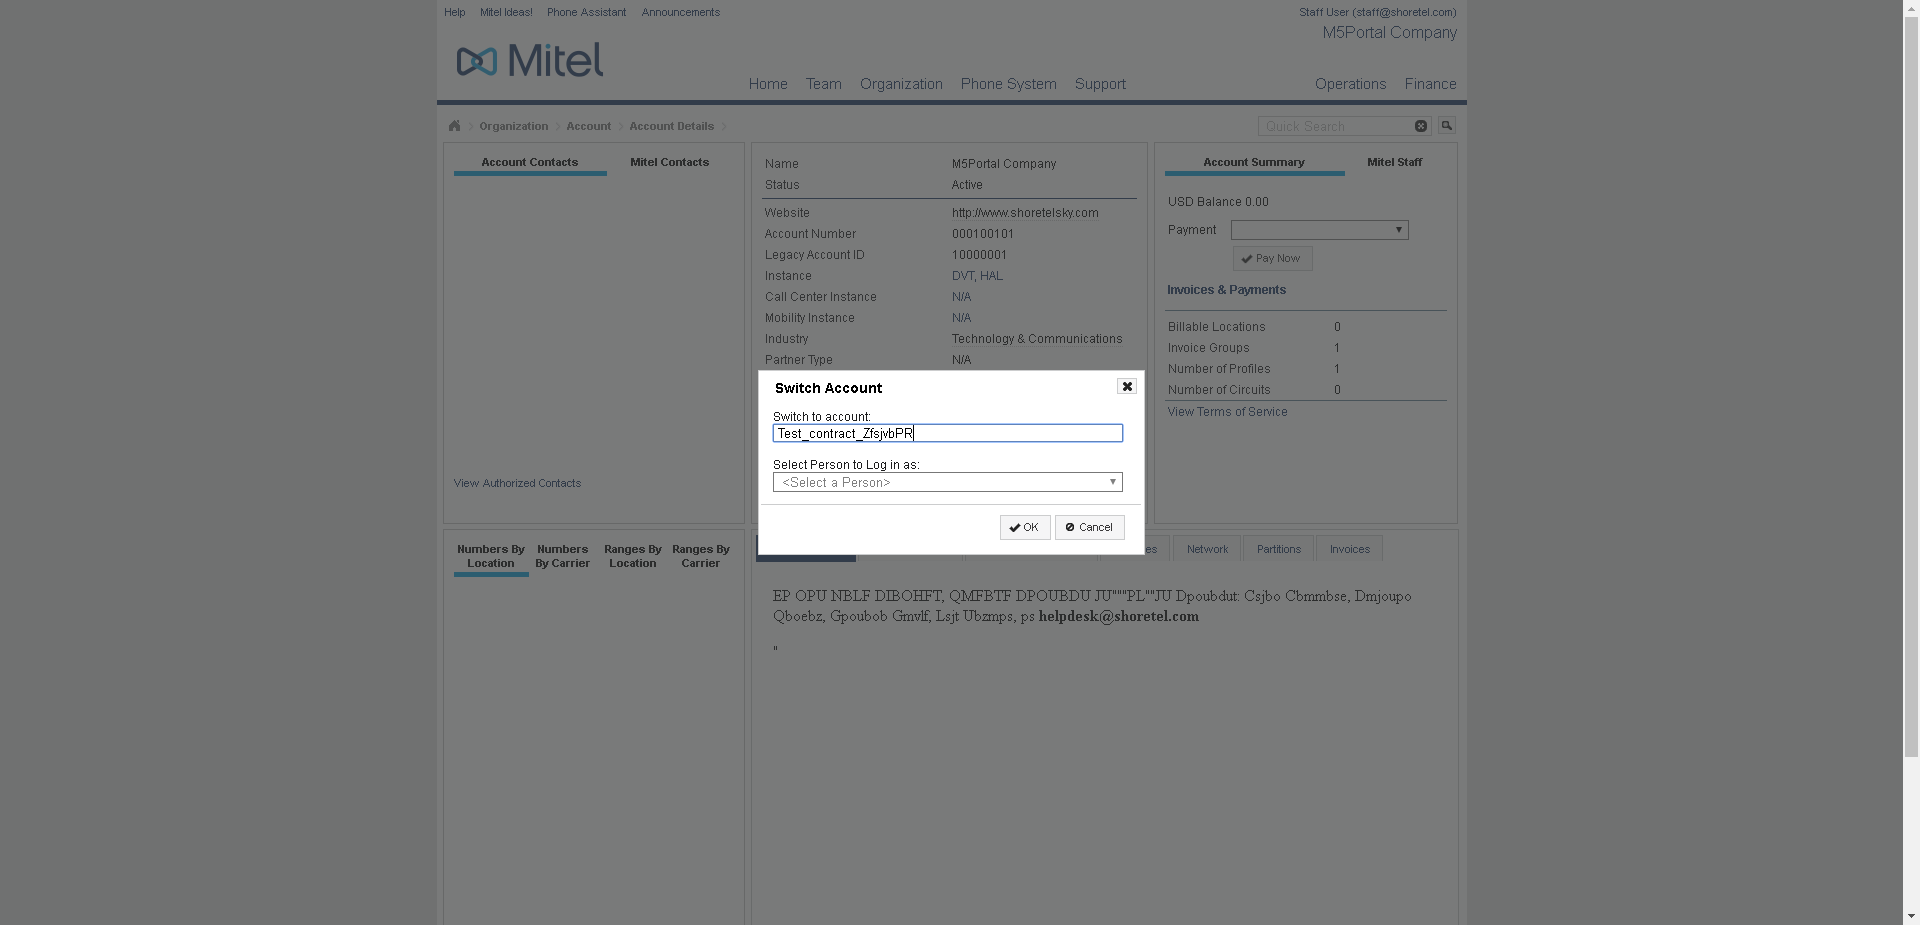 Help Mitel Ideas! Phone Assistant Announcements
Staff User (staff@shoretel.com)
M5Portal Company
Mitel
Home Team Organization Phone System Support Operations Finance
Organization Account Account Details
Quick Search
Account Contacts Mitel Contacts
View Authorized Contacts
Name M5Portal Company
Status Active
Website http://www.shoretelsky.com
Account Number 000100101
Legacy Account ID 10000001
Instance DVT, HAL
Call Center Instance N/A
Mobility Instance N/A
Industry Technology & Communications
Partner Type N/A
Account Summary Mitel Staff
USD Balance 0.00
Payment
Pay Now
Invoices & Payments
Billable Locations 0
Invoice Groups 1
Number of Profiles 1
Number of Circuits 0
View Terms of Service
Switch Account
Switch to account:
Test_contract_ZfsjvbPR
Select Person to Log in as:
<Select a Person>
OK Cancel
Numbers By Location
Numbers By Carrier
Ranges By Location
Ranges By Carrier
es Network Partitions Invoices
EP OPU NBLF DIBOHFT, QMFBTF DPOUBDU JU"""PL""JU Dpoubdut: Csjbo Cbmmbse, Dmjoupo
Qboebz, Gpoubob Gmvlf, Lsjt Ubzmps, ps helpdesk@shoretel.com
"